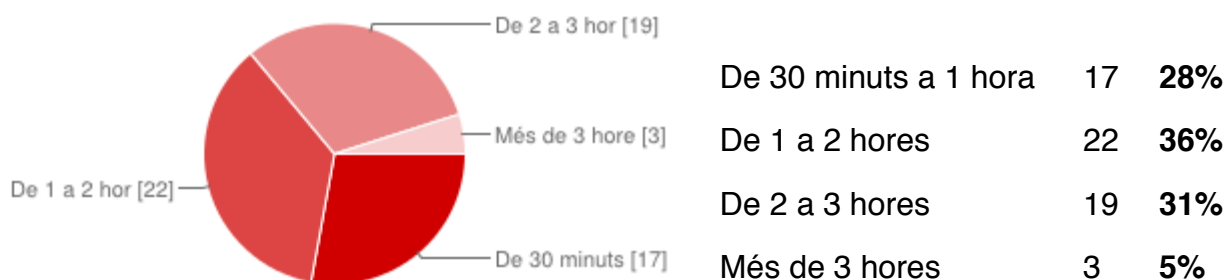 De 2 a 3 hor [19]
Més de 3 hore [3]
De 1 a 2 hor [22]
De 30 minuts [17]
De 30 minuts a 1 hora 17 28%
De 1 a 2 hores 22 36%
De 2 a 3 hores 19 31%
Més de 3 hores 3 5%